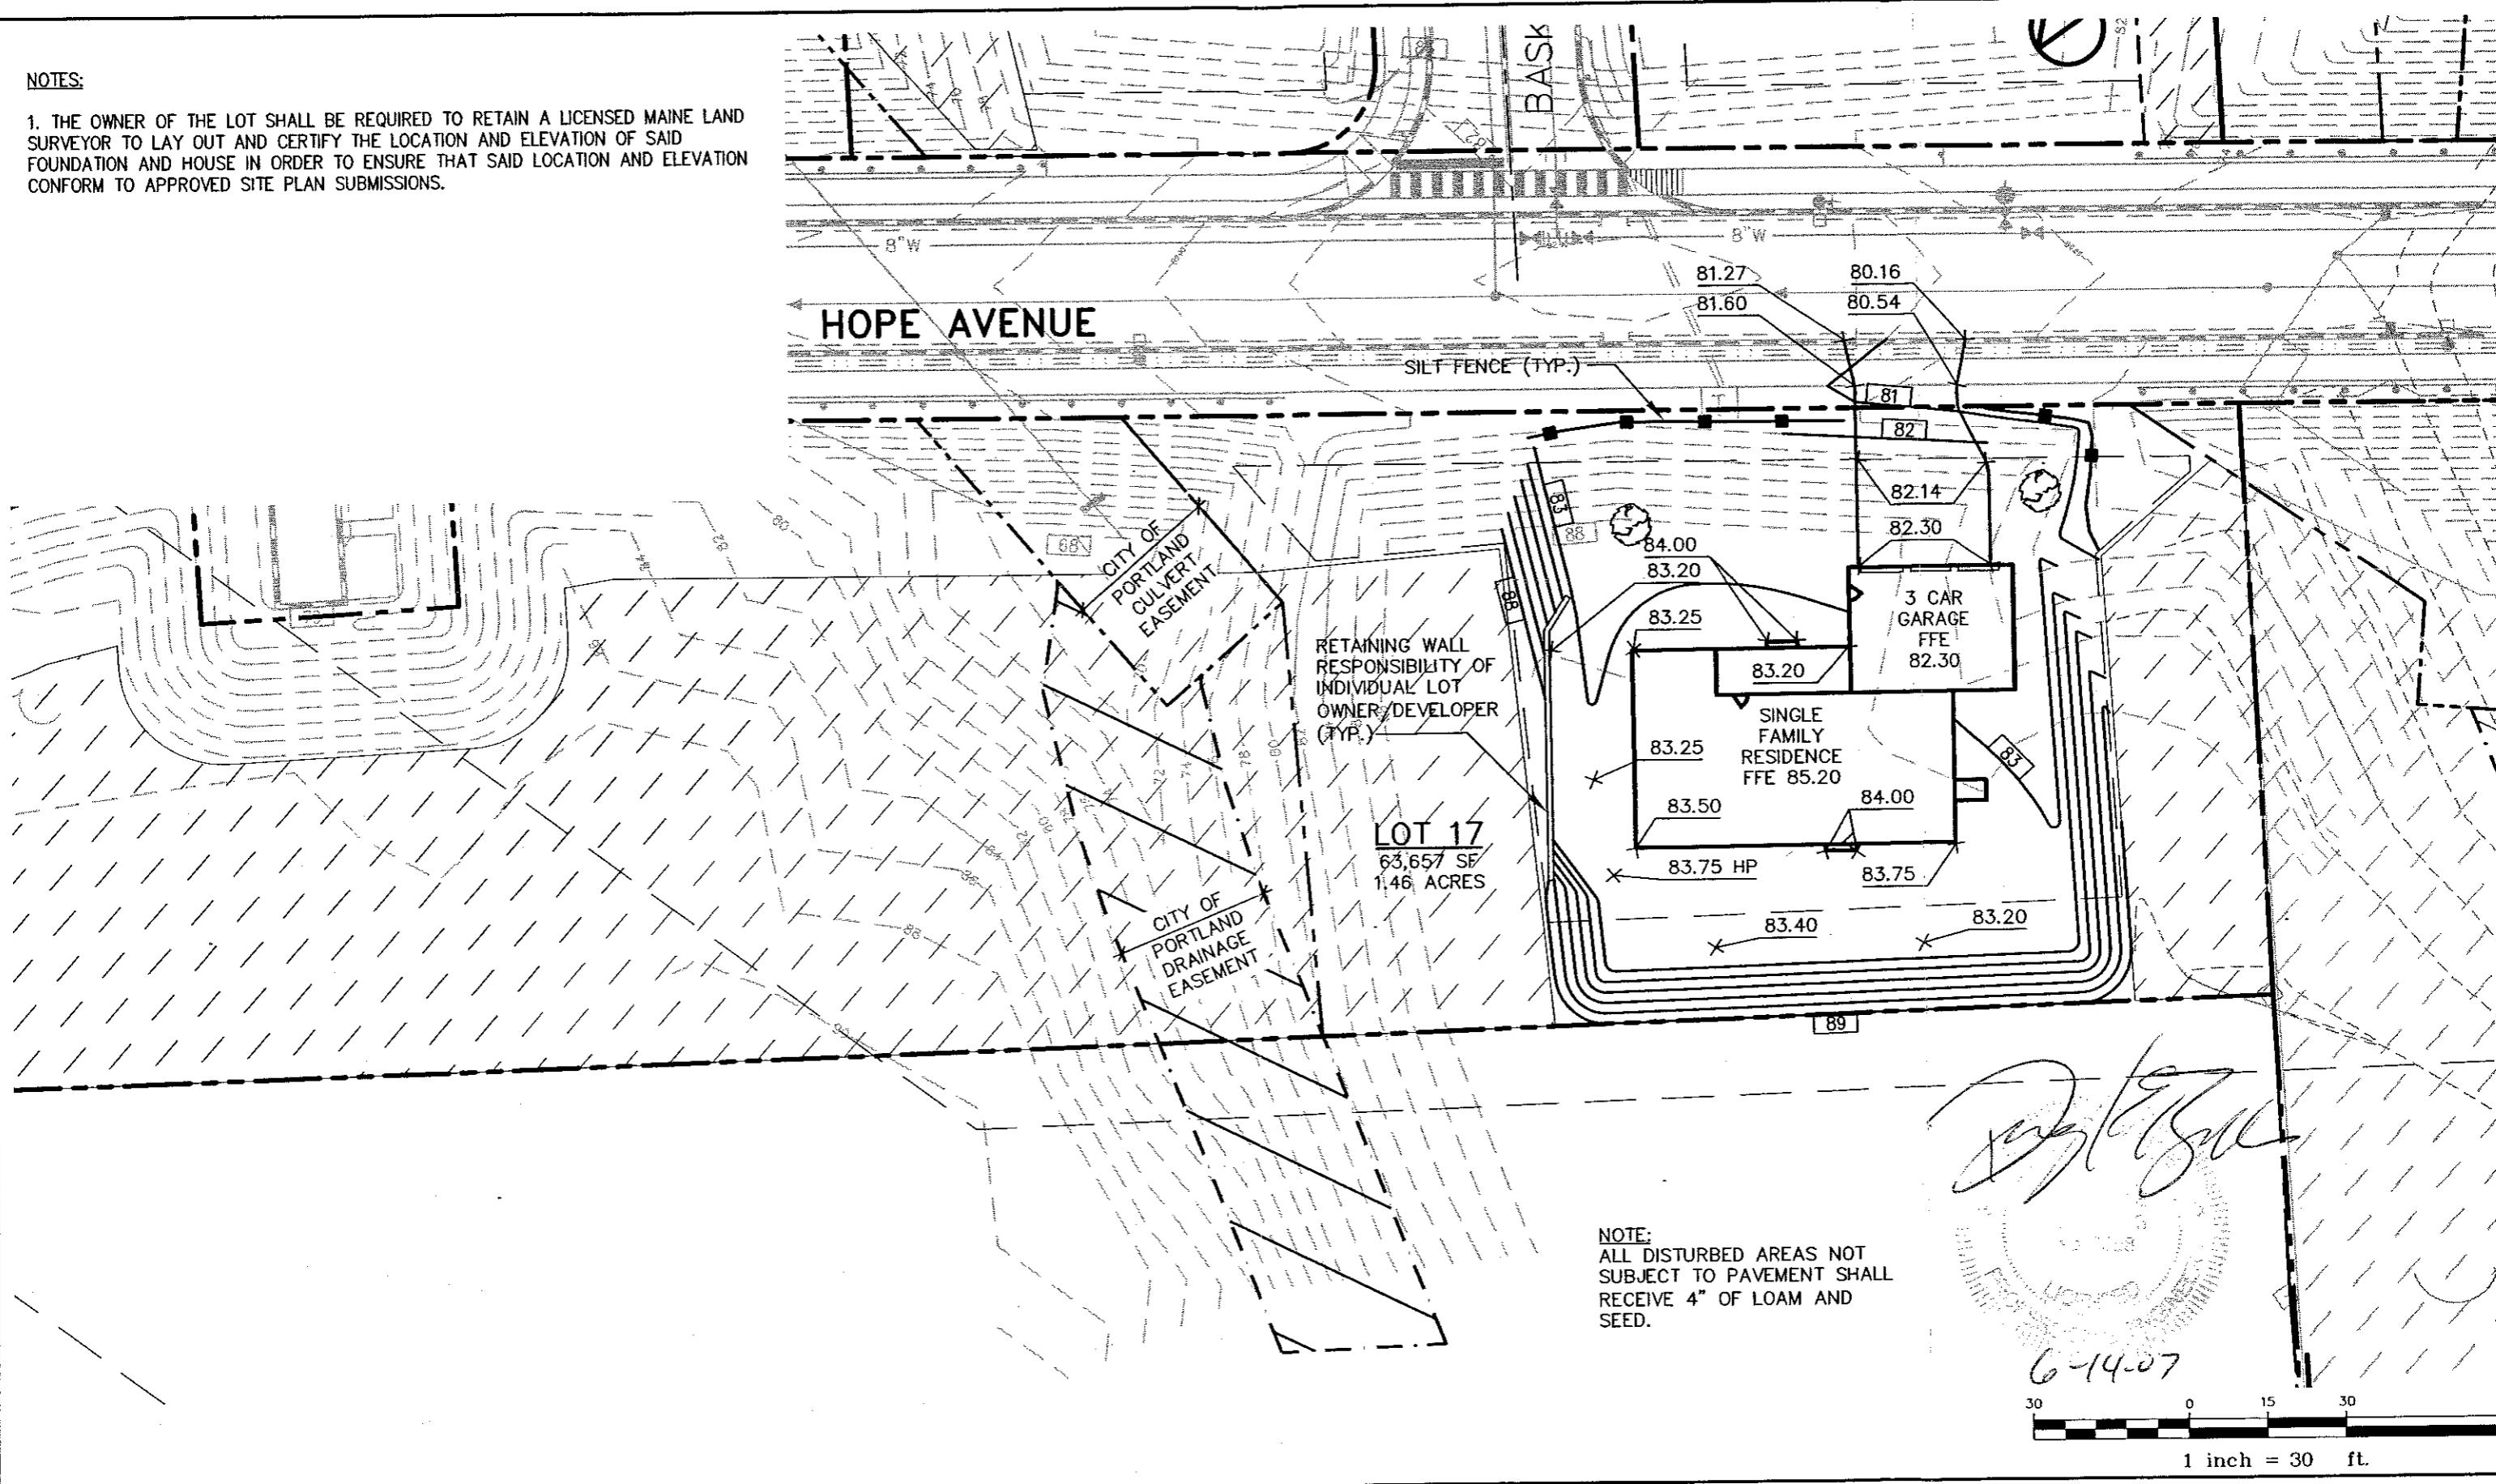 NOTES:
1. THE OWNER OF THE LOT SHALL BE REQUIRED TO RETAIN A LICENSED MAINE LAND
SURVEYOR TO LAY OUT AND CERTIFY THE LOCATION AND ELEVATION OF SAID
FOUNDATION AND HOUSE IN ORDER TO ENSURE THAT SAID LOCATION AND ELEVATION
CONFORM TO APPROVED SITE PLAN SUBMISSIONS.
BASK
82
8"W
8"W
81.27
81.60
80.16
80.54
HOPE AVENUE
SILT FENCE (TYP.)
81
82
82.14
82.30
83
88
88
68
84.00
83.20
83.25
83.20
3 CAR
GARAGE
FFE
82.30
CITY OF
PORTLAND
CULVERT
EASEMENT
RETAINING WALL
RESPONSIBILITY OF
INDIVIDUAL LOT
OWNER/DEVELOPER
(TYP.)
SINGLE
FAMILY
RESIDENCE
FFE 85.20
83
83.25
83.50
84.00
72
74
78
80
LOT 17
63,657 SF
1.46 ACRES
83.75 HP
83.75
83.40
83.20
CITY OF
PORTLAND
DRAINAGE
EASEMENT
89
NOTE:
ALL DISTURBED AREAS NOT
SUBJECT TO PAVEMENT SHALL
RECEIVE 4" OF LOAM AND
SEED.
6-14-07
30 0 15 30
1 inch = 30 ft.